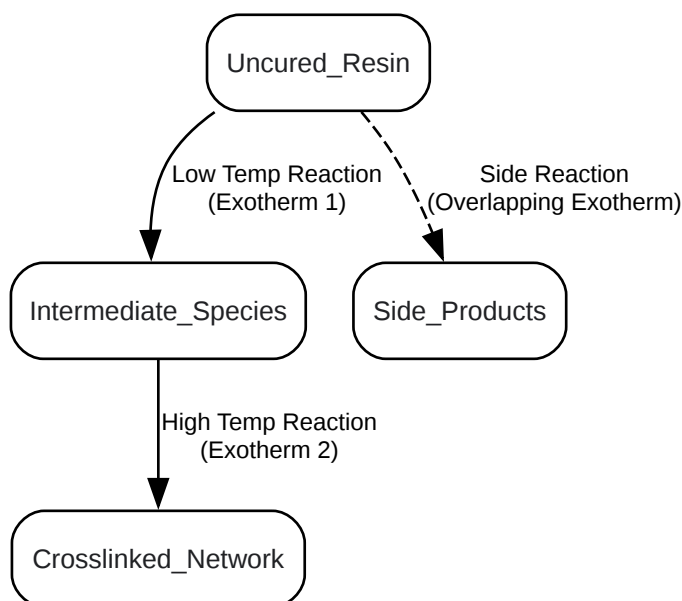 Uncured_Resin
Low Temp Reaction
(Exotherm 1)
Side Reaction
(Overlapping Exotherm)
Intermediate_Species
Side_Products
High Temp Reaction
(Exotherm 2)
Crosslinked_Network